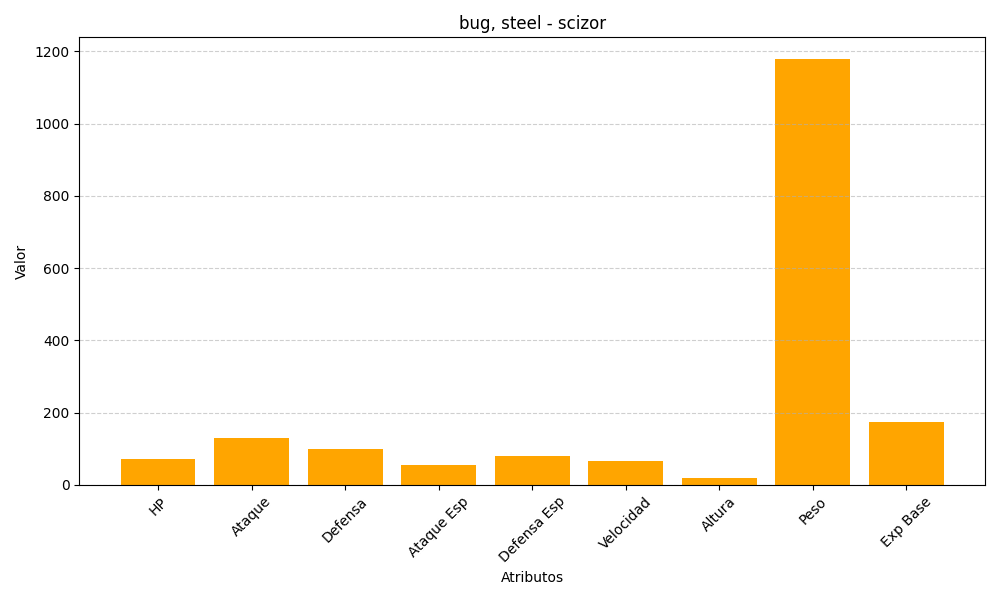 bug, steel - scizor
Valor
1200
1000
800
600
400
200
0
HP
Ataque
Defensa
Ataque Esp
Defensa Esp
Velocidad
Altura
Peso
Exp Base
Atributos